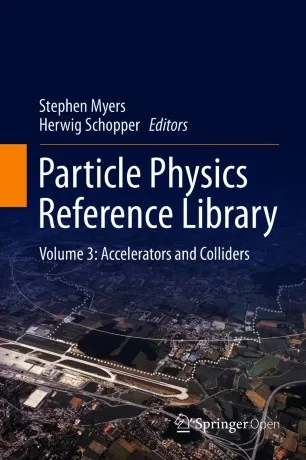 Stephen Myers
Herwig Schopper Editors
Particle Physics
Reference Library
Volume 3: Accelerators and Colliders
Springer Open